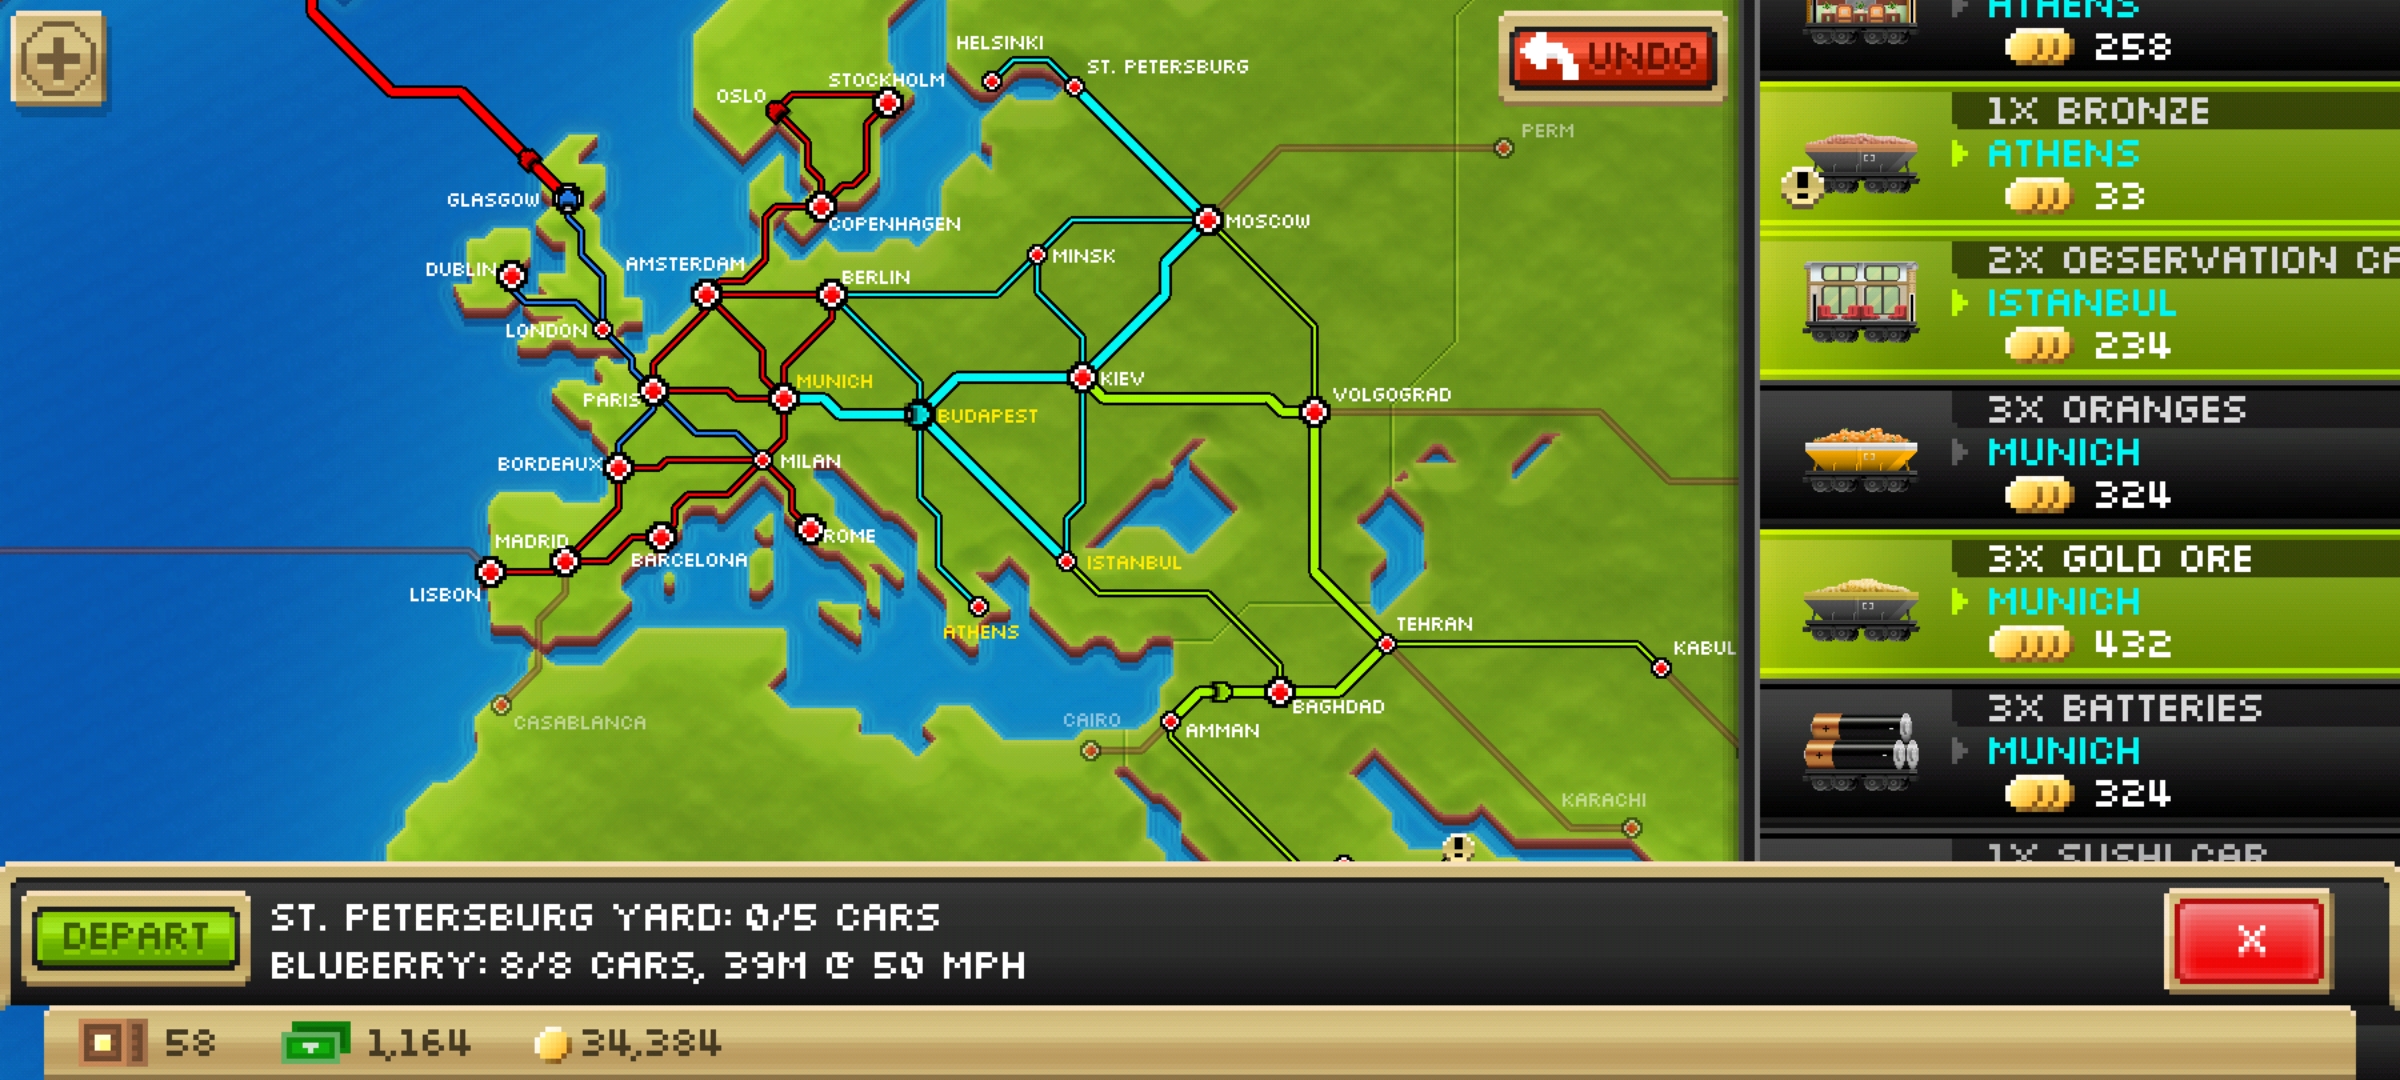 HELSINKI
ST. PETERSBURG
UNDO
STOCKHOLM
OSLO
PERM
GLASGOW
COPENHAGEN
MOSCOW
MINSK
DUBLIN
AMSTERDAM
BERLIN
LONDON
MUNICH
KIEV
PARIS
VOLGOGRAD
BUDAPEST
BORDEAUX
MILAN
MADRID
ROME
BARCELONA
ISTANBUL
LISBON
ATHENS
TEHRAN
KABUL
BAGHDAD
CASABLANCA
CAIRO
AMMAN
KARACHI
ATHENS
258
1X BRONZE
ATHENS
33
2X OBSERVATION CA
ISTANBUL
234
3X ORANGES
MUNICH
324
3X GOLD ORE
MUNICH
432
3X BATTERIES
MUNICH
324
1X SUSHI CAR
DEPART
ST. PETERSBURG YARD: 0/5 CARS
BLUBERRY: 8/8 CARS, 39M @ 50 MPH
X
58
1,164
34,384